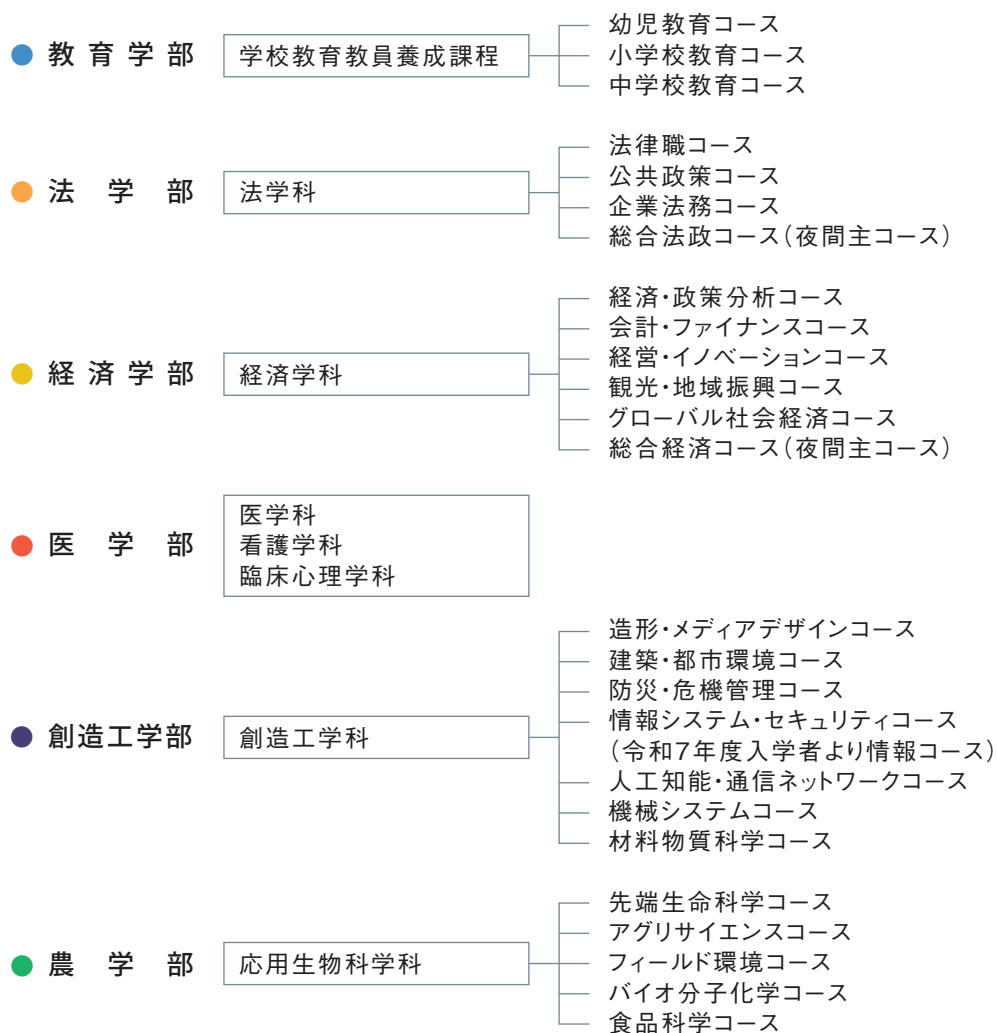 教育学部
学校教育教員養成課程
幼児教育コース
小学校教育コース
中学校教育コース
法学部
法学科
法律職コース
公共政策コース
企業法務コース
総合法政コース（夜間主コース）
経済学部
経済学科
経済・政策分析コース
会計・ファイナンスコース
経営・イノベーションコース
観光・地域振興コース
グローバル社会経済コース
総合経済コース（夜間主コース）
医学部
医学科
看護学科
臨床心理学科
創造工学部
創造工学科
造形・メディアデザインコース
建築・都市環境コース
防災・危機管理コース
情報システム・セキュリティコース
（令和7年度入学者より情報コース）
人工知能・通信ネットワークコース
機械システムコース
材料物質科学コース
農学部
応用生物科学科
先端生命科学コース
アグリサイエンスコース
フィールド環境コース
バイオ分子化学コース
食品科学コース